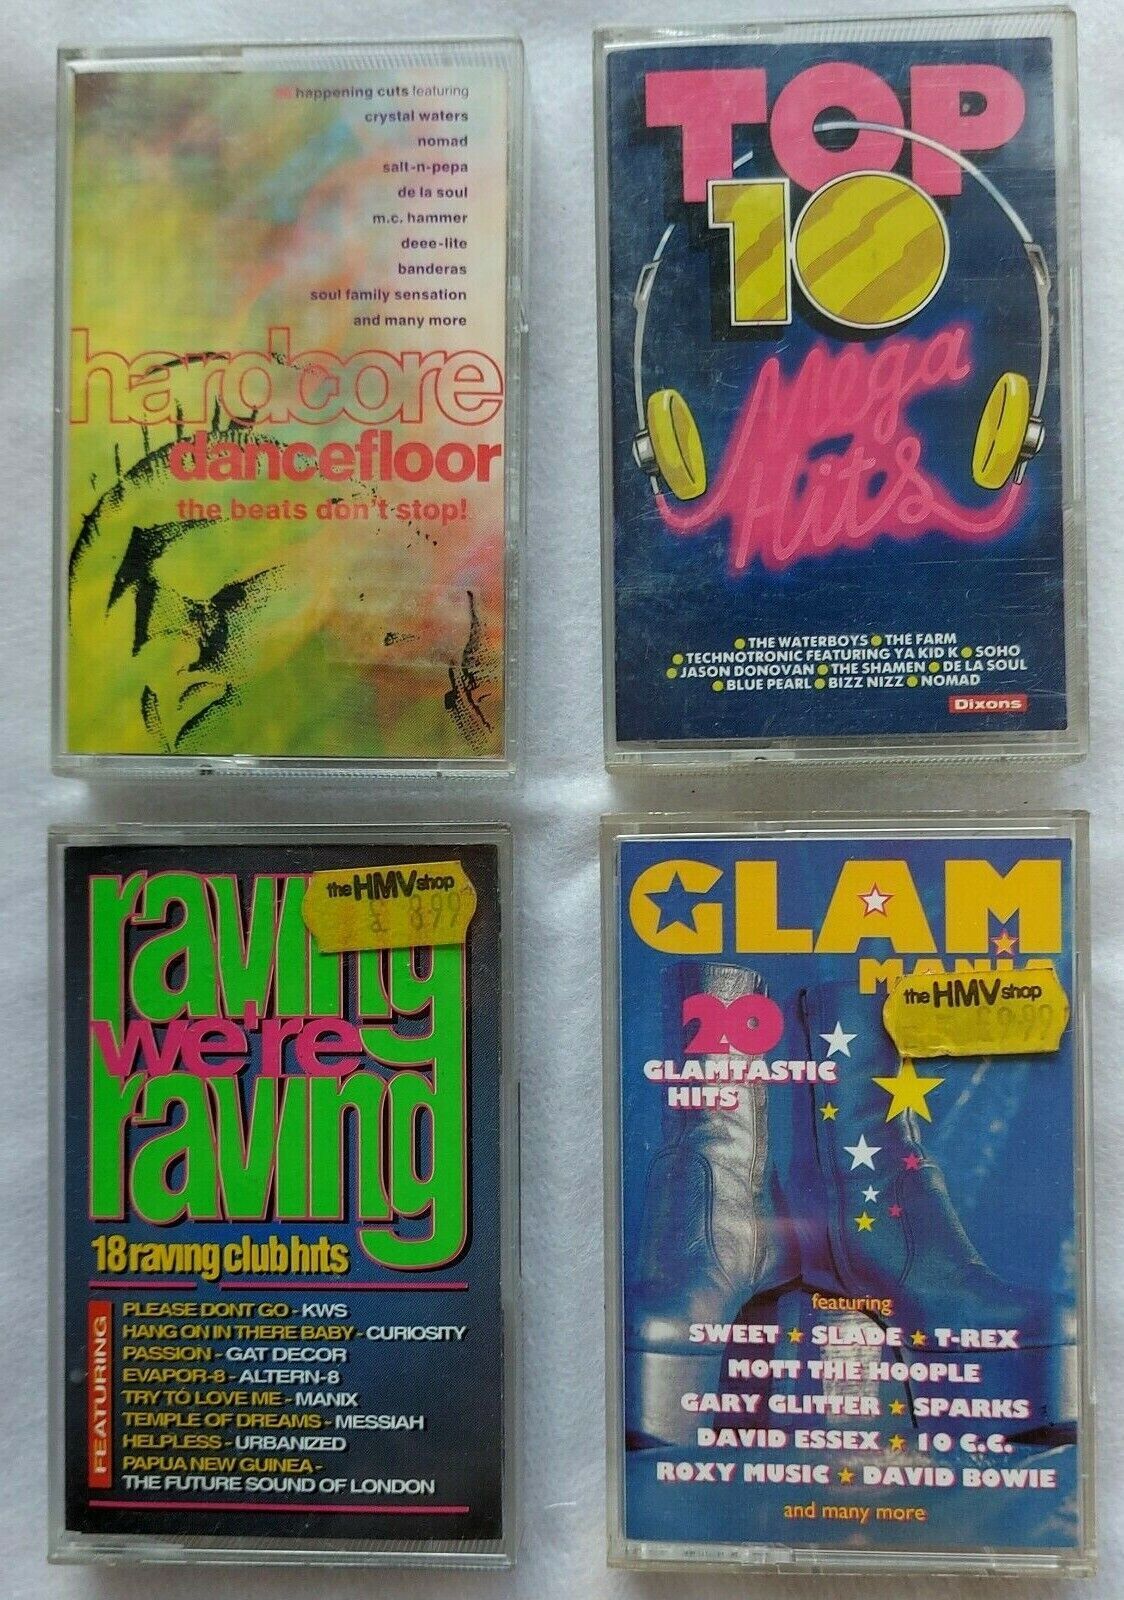 happening cuts featuring
crystal waters
nomad
salt-n-pepa
de la soul
m.c. hammer
deee-lite
banderas
soul family sensation
and many more
hardcore
dancefloor
the beats don't stop!
TOP
10
Mega
Hits
THE WATERBOYS THE FARM
TECHNOTRONIC FEATURING YA KID K SOHO
JASON DONOVAN THE SHAMEN DE LA SOUL
BLUE PEARL BIZZ NIZZ NOMAD
Dixons
raving
the HMV shop
£ 8.99
we're
raving
18 raving club hits
FEATURING
PLEASE DONT GO - KWS
HANG ON IN THERE BABY - CURIOSITY
PASSION - GAT DECOR
EVAPOR-8 - ALTERN-8
TRY TO LOVE ME - MANIX
TEMPLE OF DREAMS - MESSIAH
HELPLESS - URBANIZED
PAPUA NEW GUINEA -
THE FUTURE SOUND OF LONDON
GLAM
MANIA
the HMV shop
£9.99
20
GLAMTASTIC
HITS
featuring
SWEET ★ SLADE ★ T-REX
MOTT THE HOOPLE
GARY GLITTER ★ SPARKS
DAVID ESSEX ★ 10 C.C.
ROXY MUSIC ★ DAVID BOWIE
and many more